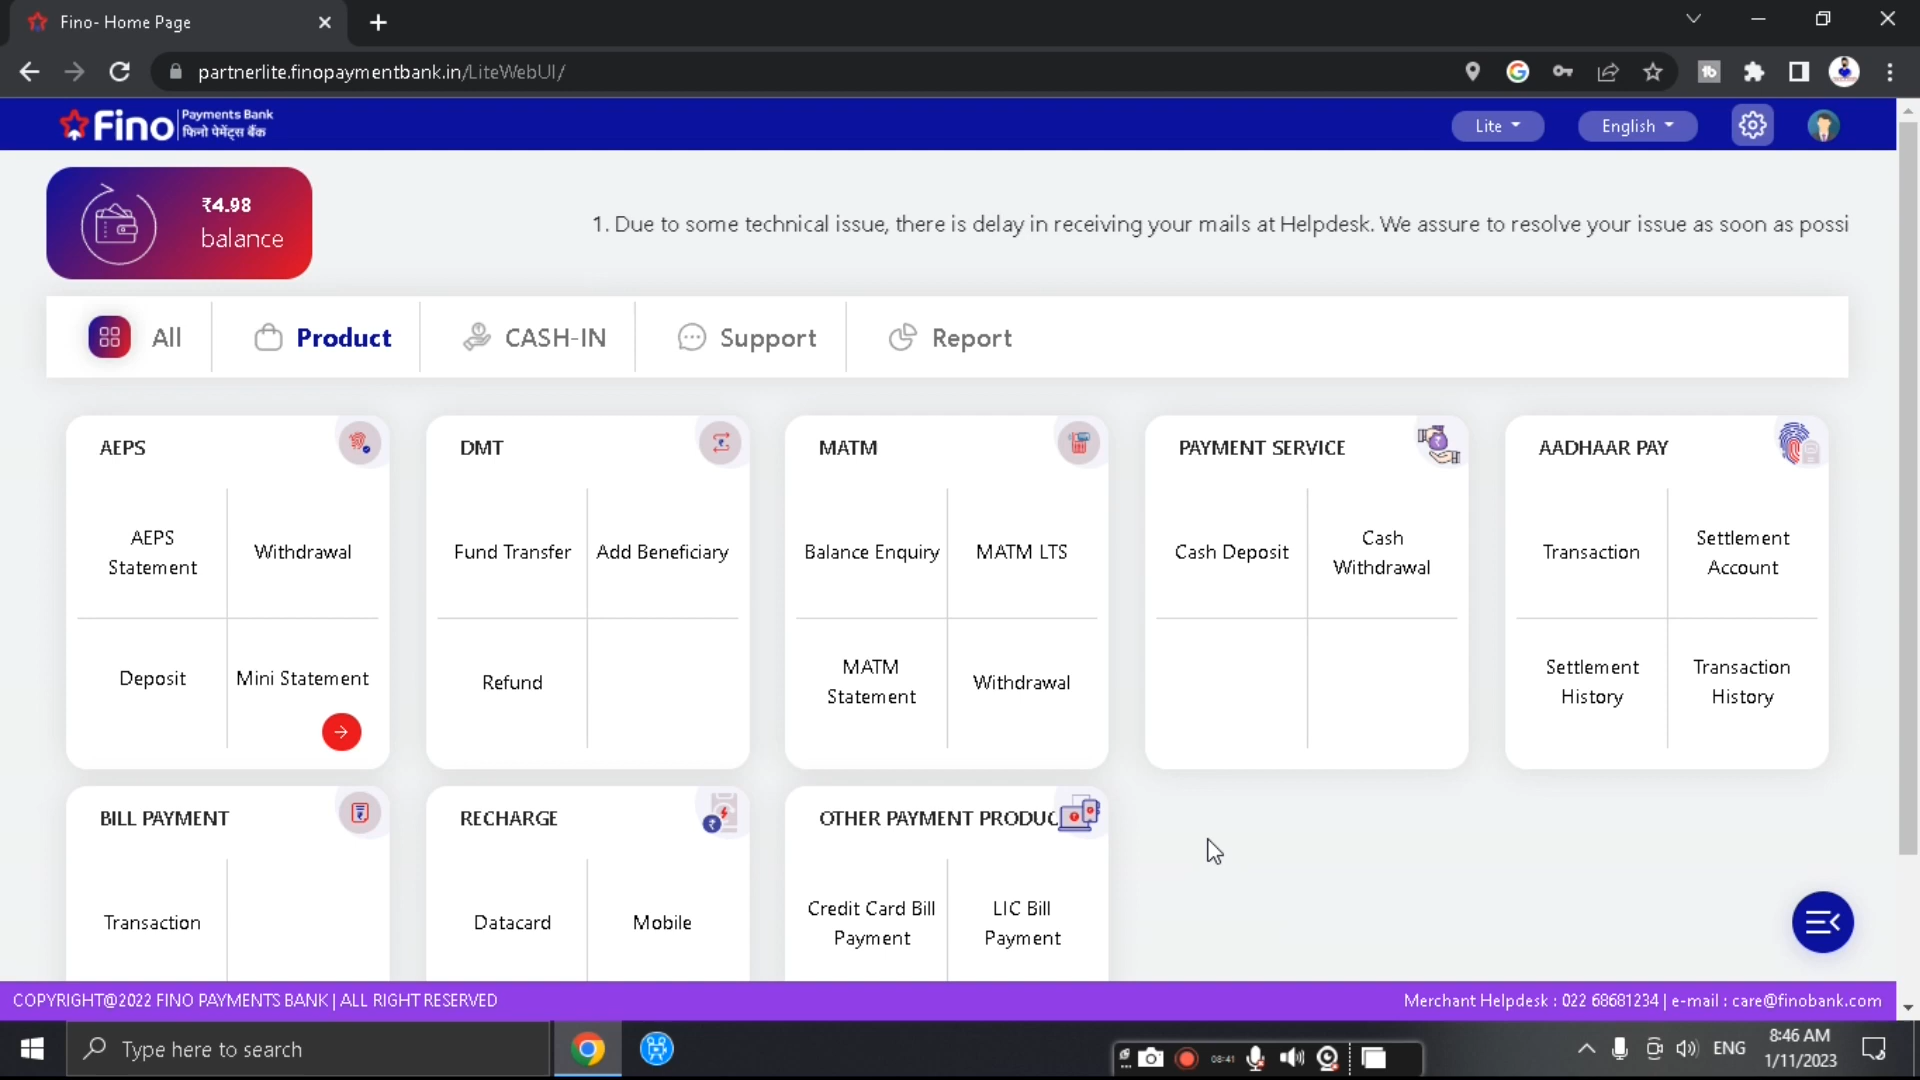 Fino- Home Page
partnerlite.finopaymentbank.in/LiteWebUI/
Fino
Payments Bank
फिनो पेमेंट्स बैंक
Lite
English
₹4.98
balance
1. Due to some technical issue, there is delay in receiving your mails at Helpdesk. We assure to resolve your issue as soon as possi
All
Product
CASH-IN
Support
Report
AEPS
AEPS
Statement
Withdrawal
Deposit
Mini Statement
DMT
Fund Transfer
Add Beneficiary
Refund
MATM
Balance Enquiry
MATM LTS
MATM
Statement
Withdrawal
PAYMENT SERVICE
Cash Deposit
Cash
Withdrawal
AADHAAR PAY
Transaction
Settlement
Account
Settlement
History
Transaction
History
BILL PAYMENT
Transaction
RECHARGE
Datacard
Mobile
OTHER PAYMENT PRODUC
Credit Card Bill
Payment
LIC Bill
Payment
COPYRIGHT@2022 FINO PAYMENTS BANK | ALL RIGHT RESERVED
Merchant Helpdesk : 022 68681234 | e-mail : care@finobank.com
Type here to search
08:41
ENG
8:46 AM
1/11/2023